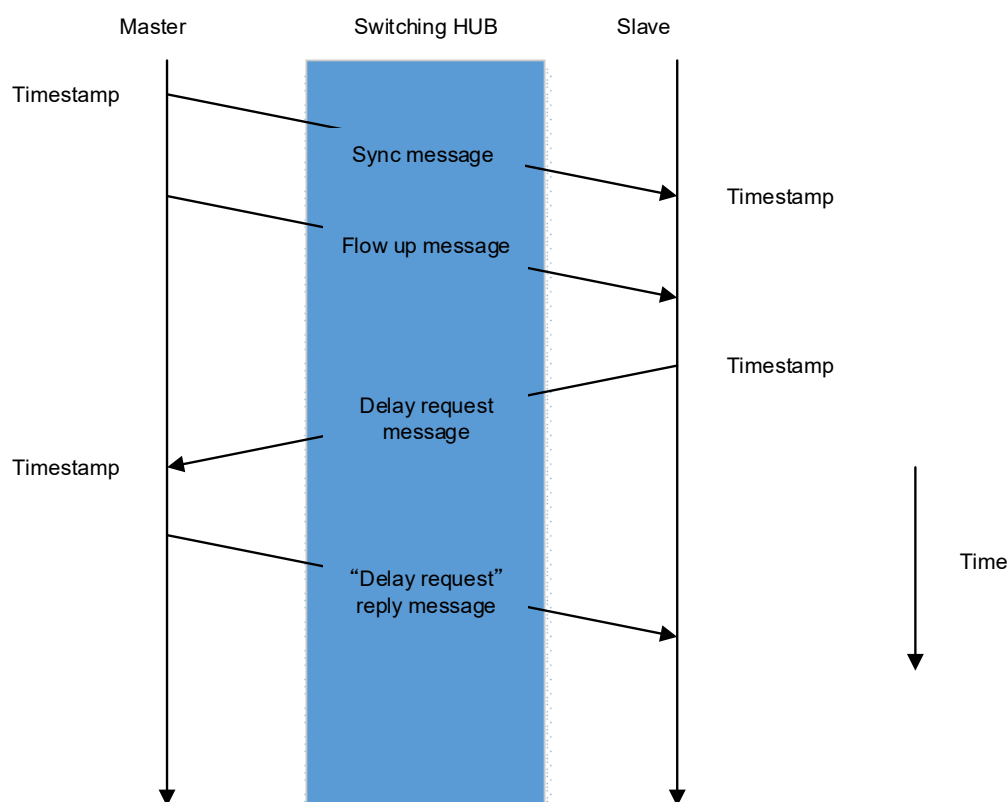 Master
Switching HUB
Slave
Timestamp
Sync message
Timestamp
Flow up message
Timestamp
Delay request
message
Timestamp
Time
“Delay request”
reply message